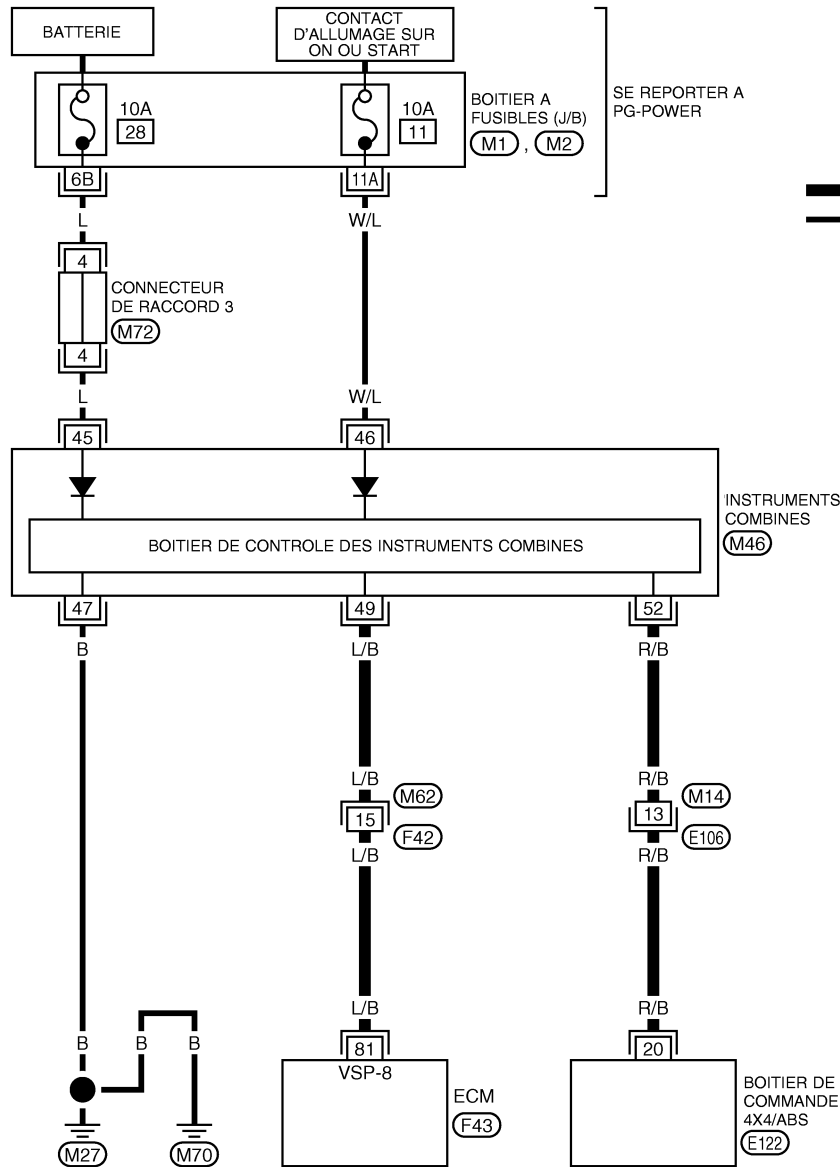 BATTERIE
CONTACT
D'ALLUMAGE SUR
ON OU START
10A
28
10A
11
BOITIER A
FUSIBLES (J/B)
M1 , M2
SE REPORTER A
PG-POWER
6B
11A
L
W/L
4
CONNECTEUR
DE RACCORD 3
M72
4
L
W/L
45
46
INSTRUMENTS
COMBINES
M46
BOITIER DE CONTROLE DES INSTRUMENTS COMBINES
47
49
52
B
L/B
R/B
L/B
R/B
M62
M14
15
13
F42
E106
L/B
R/B
L/B
R/B
B
B
B
81
20
VSP-8
ECM
F43
BOITIER DE
COMMANDE
4X4/ABS
E122
M27
M70